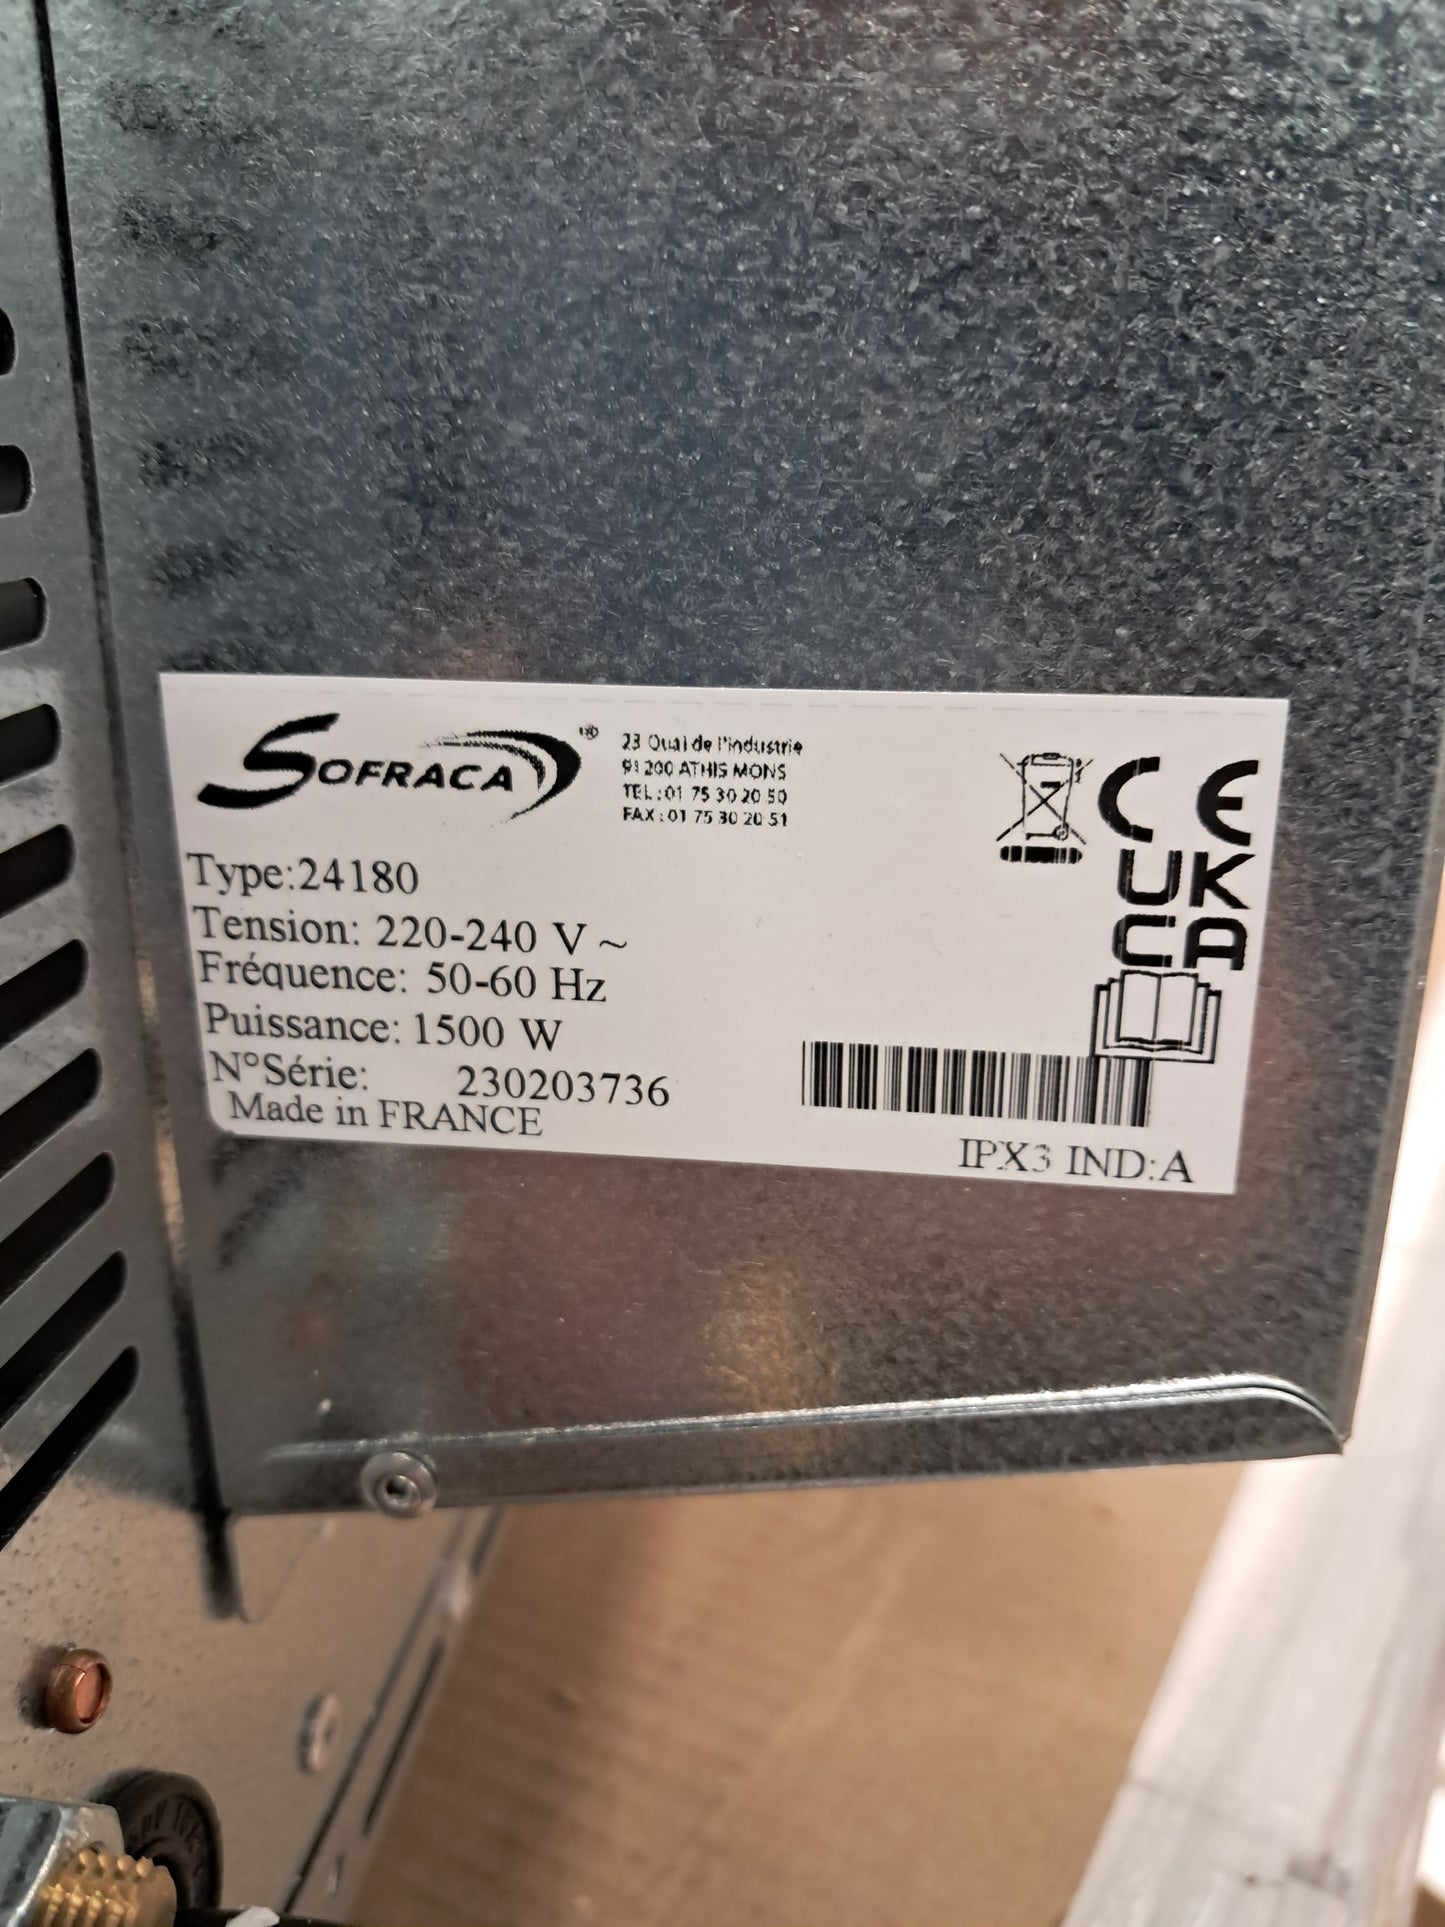 SOFRACA ®
23 Quai de l'industrie
91200 ATHIS MONS
TEL : 01 75 30 20 50
FAX : 01 75 30 20 51
CE
UK
CA
Type:24180
Tension: 220-240 V ~
Fréquence: 50-60 Hz
Puissance: 1500 W
N°Série: 230203736
Made in FRANCE
IPX3 IND:A